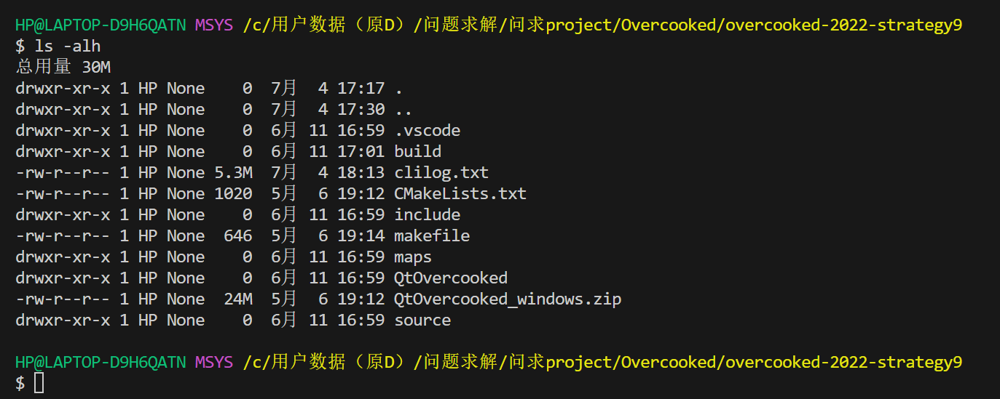 HP@LAPTOP-D9H6QATN MSYS /c/用户数据（原D）/问题求解/问求project/Overcooked/overcooked-2022-strategy9
$ ls -alh
总用量 30M
drwxr-xr-x 1 HP None    0  7月  4 17:17 .
drwxr-xr-x 1 HP None    0  7月  4 17:30 ..
drwxr-xr-x 1 HP None    0  6月 11 16:59 .vscode
drwxr-xr-x 1 HP None    0  6月 11 17:01 build
-rw-r--r-- 1 HP None 5.3M  7月  4 18:13 clilog.txt
-rw-r--r-- 1 HP None 1020  5月  6 19:12 CMakeLists.txt
drwxr-xr-x 1 HP None    0  6月 11 16:59 include
-rw-r--r-- 1 HP None  646  5月  6 19:14 makefile
drwxr-xr-x 1 HP None    0  6月 11 16:59 maps
drwxr-xr-x 1 HP None    0  6月 11 16:59 QtOvercooked
-rw-r--r-- 1 HP None  24M  5月  6 19:12 QtOvercooked_windows.zip
drwxr-xr-x 1 HP None    0  6月 11 16:59 source
HP@LAPTOP-D9H6QATN MSYS /c/用户数据（原D）/问题求解/问求project/Overcooked/overcooked-2022-strategy9
$